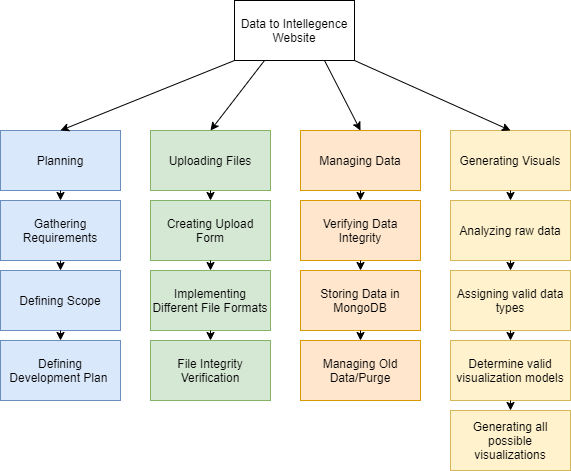 Data to Intellegence
Website
Planning
Gathering
Requirements
Defining Scope
Defining
Development Plan
Uploading Files
Creating Upload
Form
Implementing
Different File Formats
File Integrity
Verification
Managing Data
Verifying Data
Integrity
Storing Data in
MongoDB
Managing Old
Data/Purge
Generating Visuals
Analyzing raw data
Assigning valid data
types
Determine valid
visualization models
Generating all
possible
visualizations